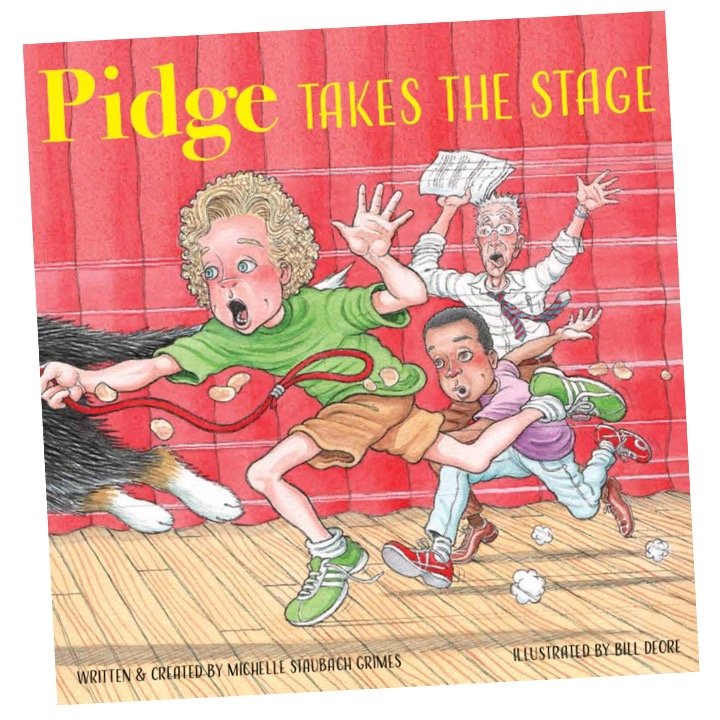 Pidge TAKES THE STAGE
WRITTEN & CREATED BY MICHELLE STAUBACH GRIMES
ILLUSTRATED BY BILL DEORE